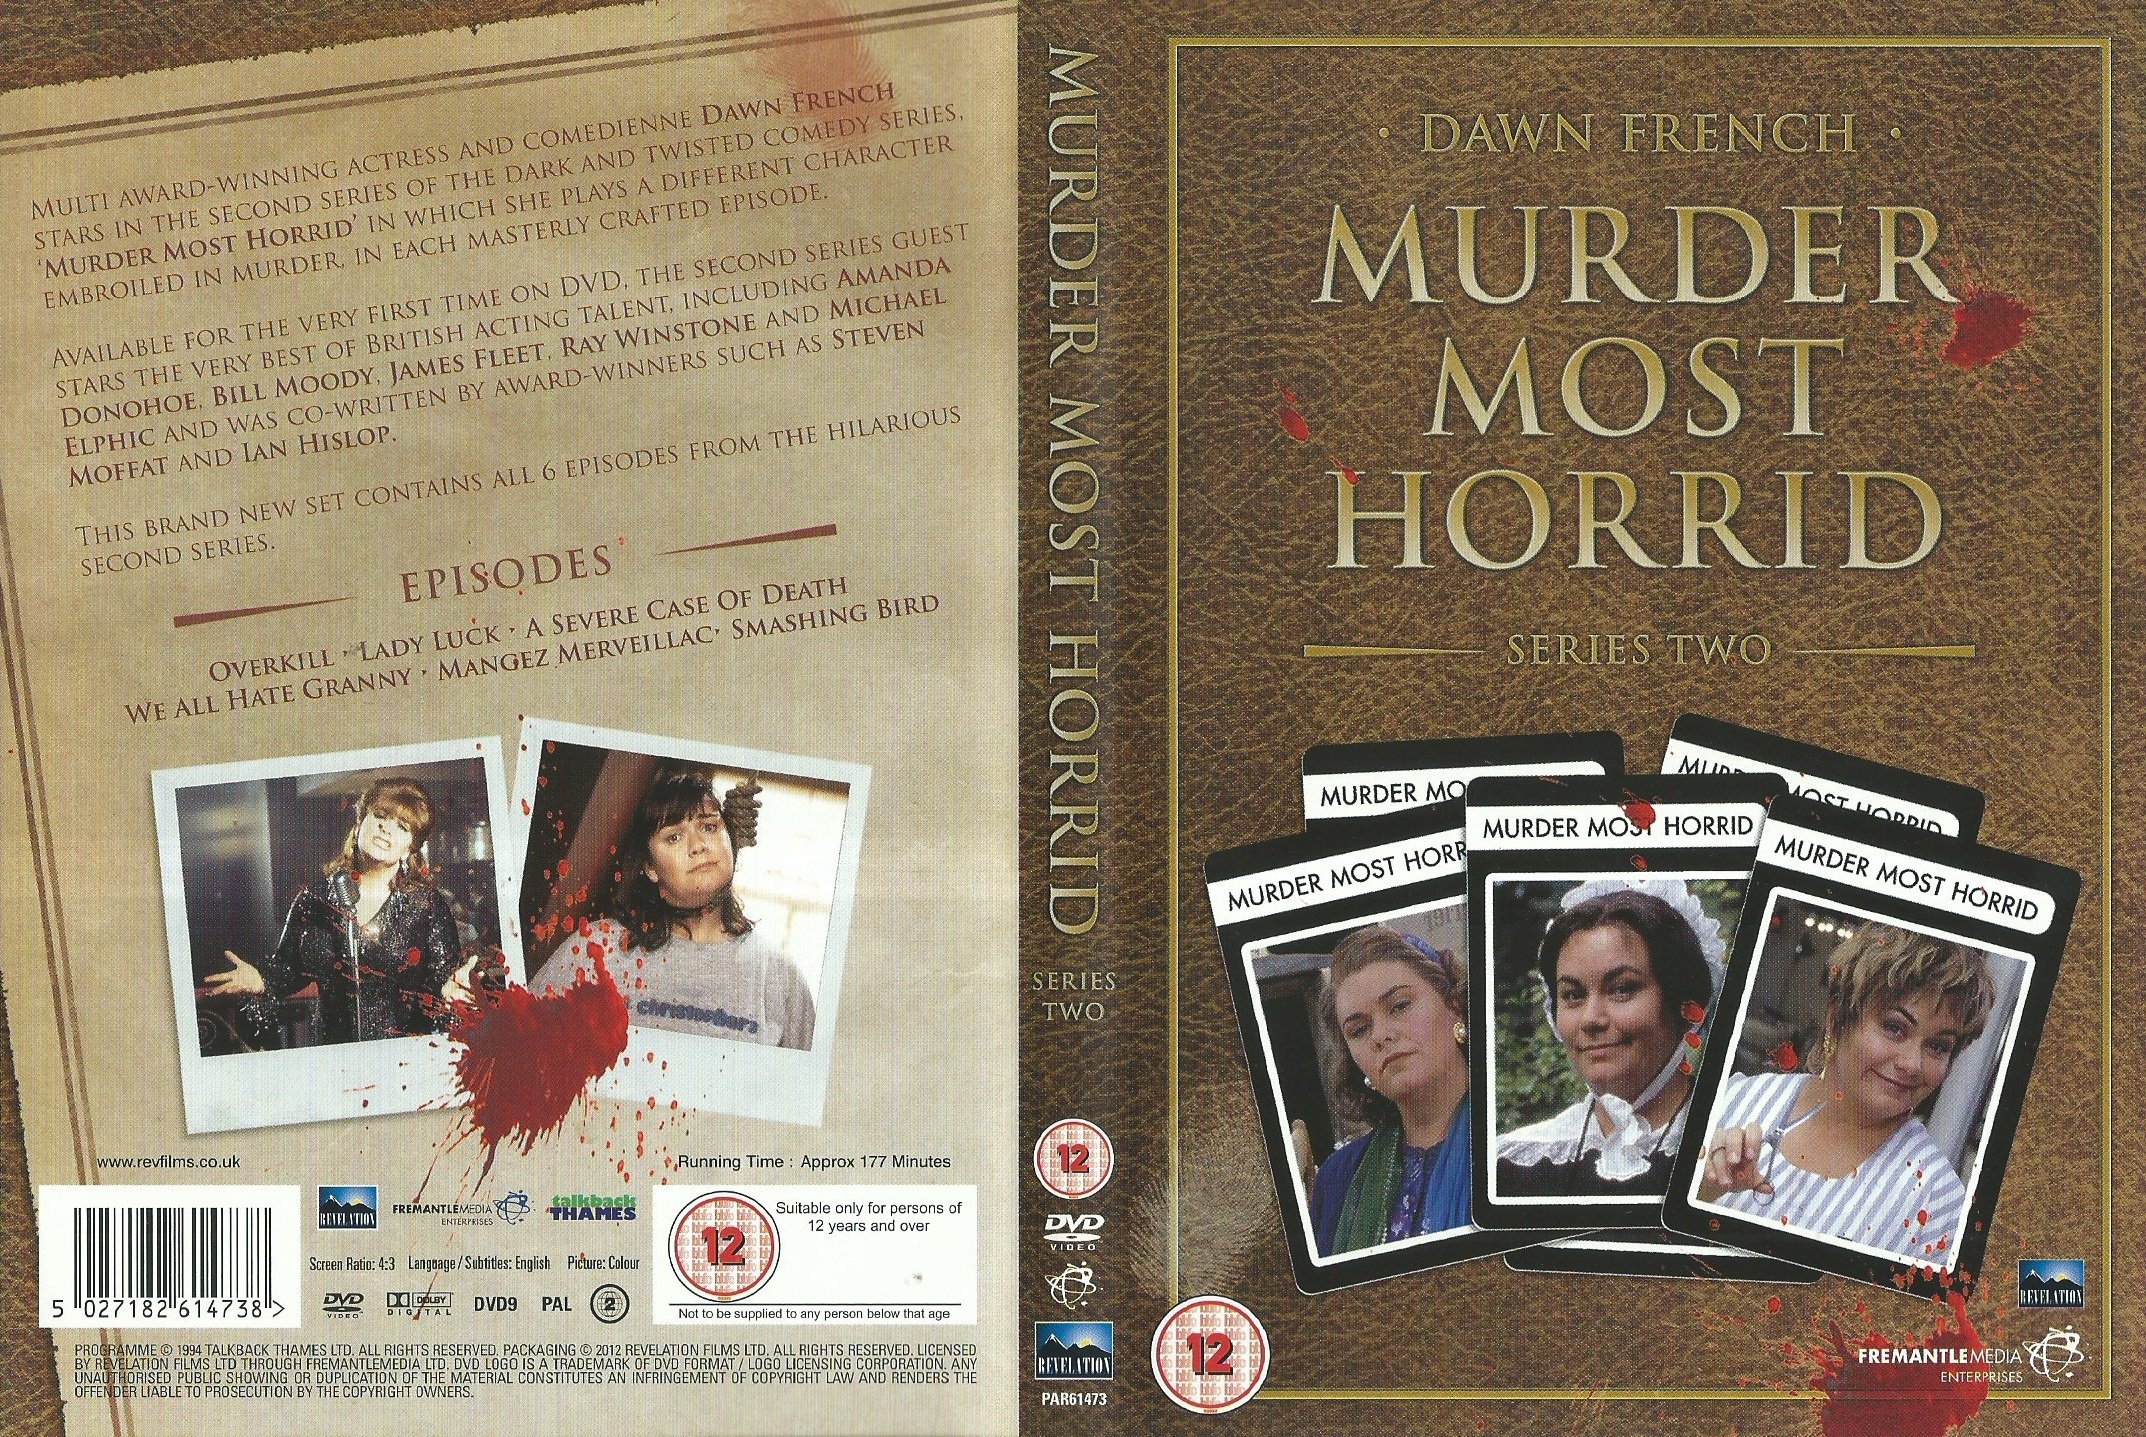 MULTI AWARD-WINNING ACTRESS AND COMEDIENNE DAWN FRENCH
STARS IN THE SECOND SERIES OF THE DARK AND TWISTED COMEDY SERIES,
'MURDER MOST HORRID' IN WHICH SHE PLAYS A DIFFERENT CHARACTER
EMBROILED IN MURDER, IN EACH MASTERLY CRAFTED EPISODE.
AVAILABLE FOR THE VERY FIRST TIME ON DVD, THE SECOND SERIES GUEST
STARS THE VERY BEST OF BRITISH ACTING TALENT, INCLUDING AMANDA
DONOHOE, BILL MOODY, JAMES FLEET, RAY WINSTONE AND MICHAEL
ELPHIC AND WAS CO-WRITTEN BY AWARD-WINNERS SUCH AS STEVEN
MOFFAT AND IAN HISLOP.
THIS BRAND NEW SET CONTAINS ALL 6 EPISODES FROM THE HILARIOUS
SECOND SERIES.
EPISODES
OVERKILL · LADY LUCK · A SEVERE CASE OF DEATH
WE ALL HATE GRANNY · MANGEZ MERVEILLAC · SMASHING BIRD
christophers
www.revfilms.co.uk
Running Time : Approx 177 Minutes
5 027182 614738 >
REVELATION
FREMANTLEMEDIA
ENTERPRISES
talkback
THAMES
Screen Ratio: 4:3 Language/Subtitles: English Picture: Colour
DVD
VIDEO
DOLBY
DIGITAL
DVD9
PAL
2
12
Suitable only for persons of
12 years and over
Not to be supplied to any person below that age
PROGRAMME © 1994 TALKBACK THAMES LTD. ALL RIGHTS RESERVED. PACKAGING © 2012 REVELATION FILMS LTD. ALL RIGHTS RESERVED. LICENSED
BY REVELATION FILMS LTD THROUGH FREMANTLEMEDIA LTD. DVD LOGO IS A TRADEMARK OF DVD FORMAT / LOGO LICENSING CORPORATION. ANY
UNAUTHORISED PUBLIC SHOWING OR DUPLICATION OF THE MATERIAL CONSTITUTES AN INFRINGEMENT OF COPYRIGHT LAW AND RENDERS THE
OFFENDER LIABLE TO PROSECUTION BY THE COPYRIGHT OWNERS.
MURDER MOST HORRID
SERIES
TWO
12
DVD
VIDEO
REVELATION
PAR61473
· DAWN FRENCH ·
MURDER
MOST
HORRID
SERIES TWO
MURDER MO
MURDER MOST HORRID
MURDER MOST HORR
MURDER MOST HORRID
MURDER MOST HORRID
12
REVELATION
FREMANTLEMEDIA
ENTERPRISES